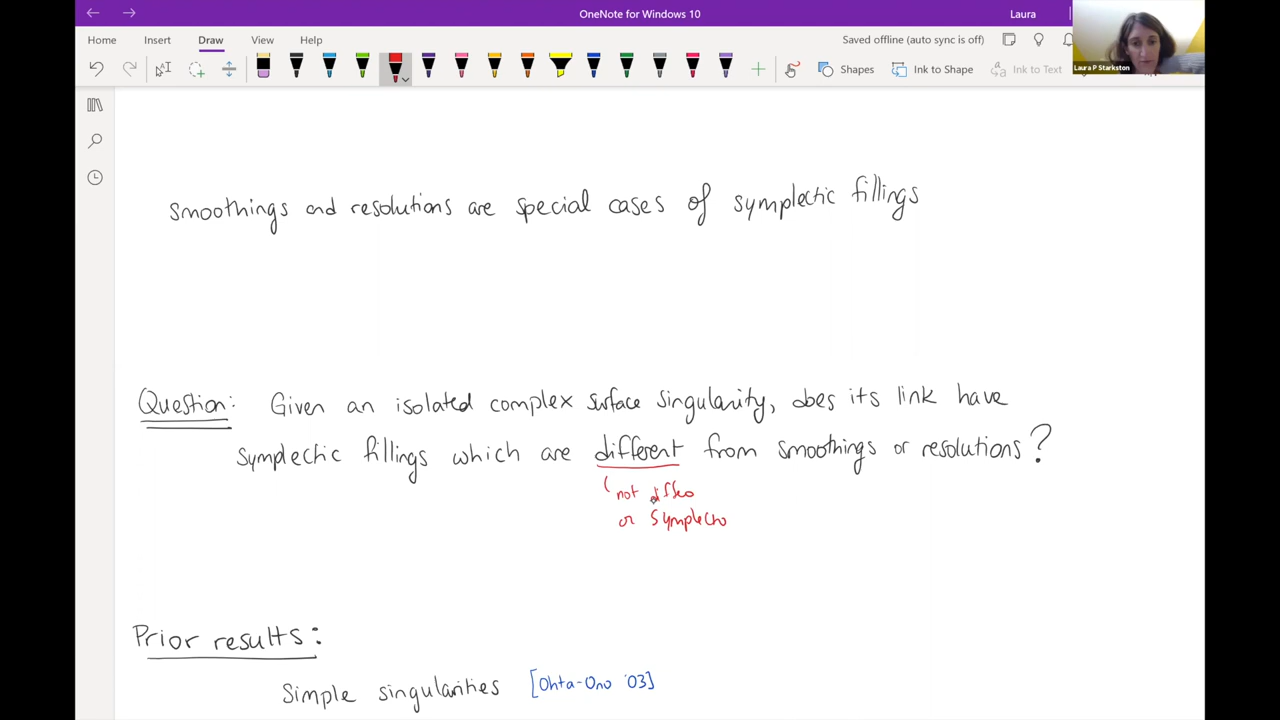 OneNote for Windows 10
Laura
Home Insert Draw View Help
Saved offline (auto sync is off)
Shapes
Ink to Shape
Ink to Text
Laura P Starkston
smoothings and resolutions are special cases of symplectic fillings
Question: Given an isolated complex surface singularity, does its link have
symplectic fillings which are different from smoothings or resolutions?
(not diffeo
or symplecto
Prior results:
Simple singularities [Ohta-Ono '03]